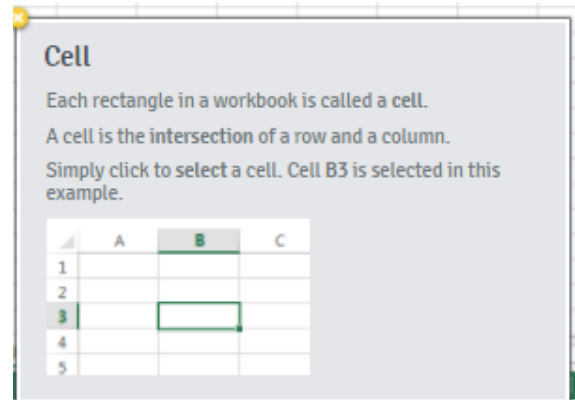 Cell
Each rectangle in a workbook is called a cell.
A cell is the intersection of a row and a column.
Simply click to select a cell. Cell B3 is selected in this
example.
A B C
1
2
3
4
5